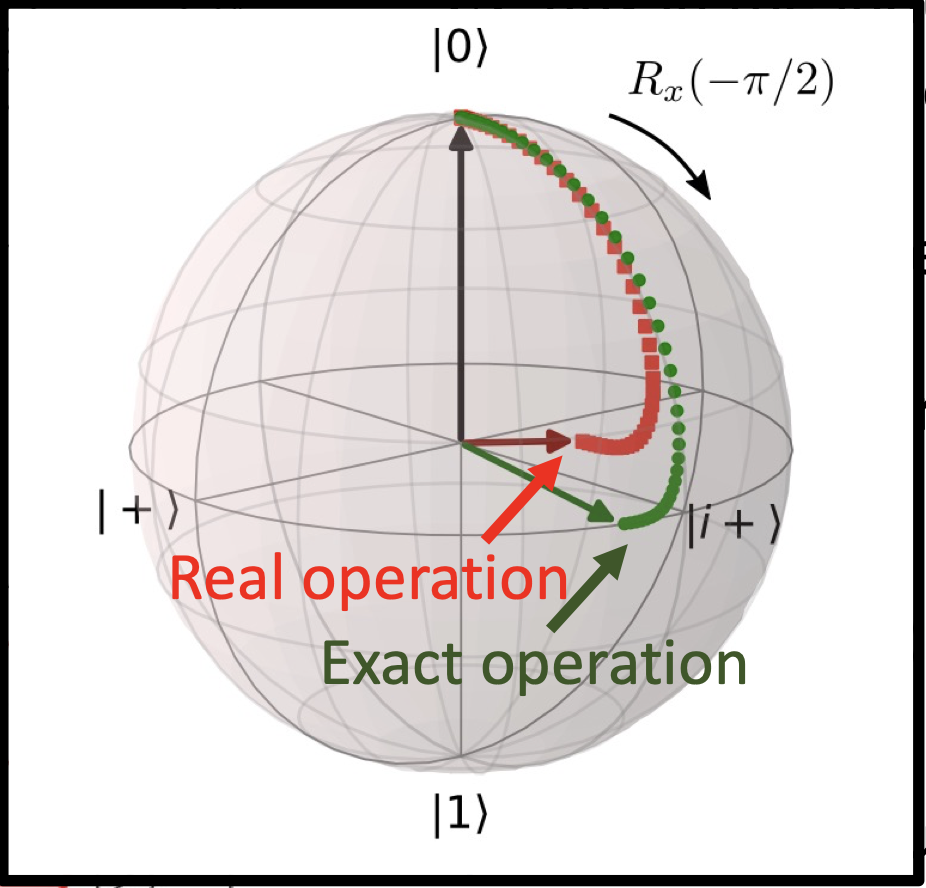 |0⟩
R_x(−π/2)
|+⟩
|i+⟩
Real operation
Exact operation
|1⟩